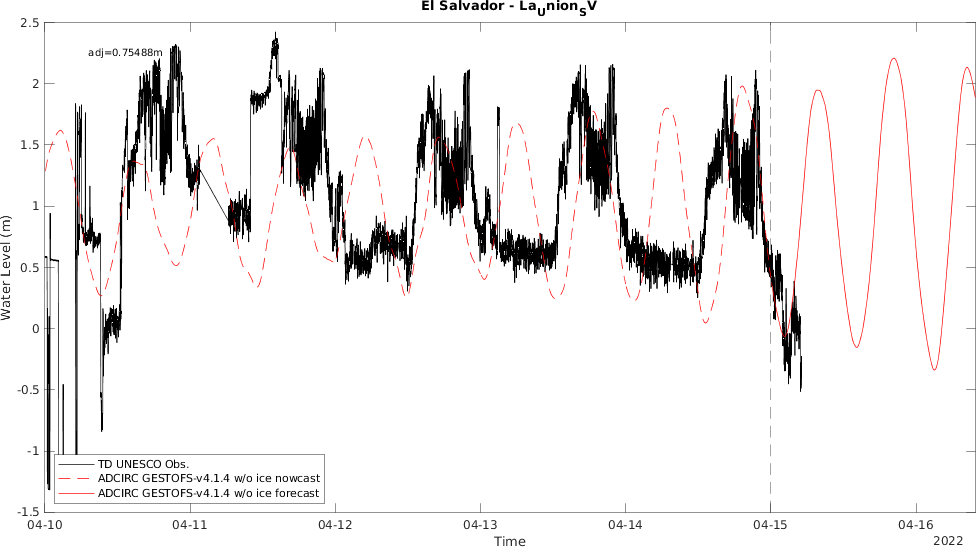 El Salvador - LaUnionSV
adj=0.75488m
2.5
2
1.5
1
0.5
0
-0.5
-1
-1.5
Water Level (m)
TD UNESCO Obs.
ADCIRC GESTOFS-v4.1.4 w/o ice nowcast
ADCIRC GESTOFS-v4.1.4 w/o ice forecast
04-10 04-11 04-12 04-13 04-14 04-15 04-16
Time
2022